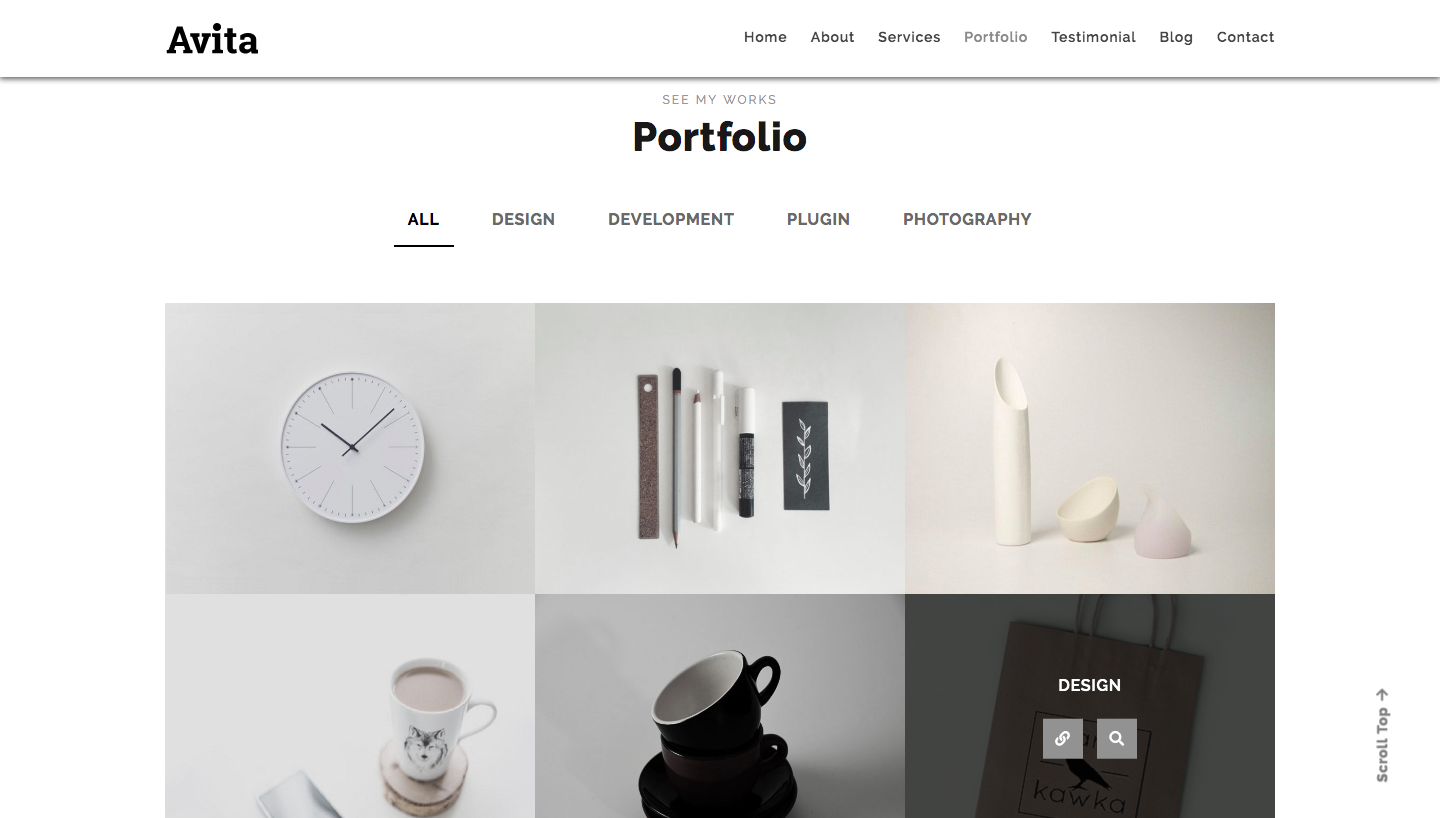 Avita
Home About Services Portfolio Testimonial Blog Contact
SEE MY WORKS
Portfolio
ALL DESIGN DEVELOPMENT PLUGIN PHOTOGRAPHY
DESIGN
kawka
Scroll Top